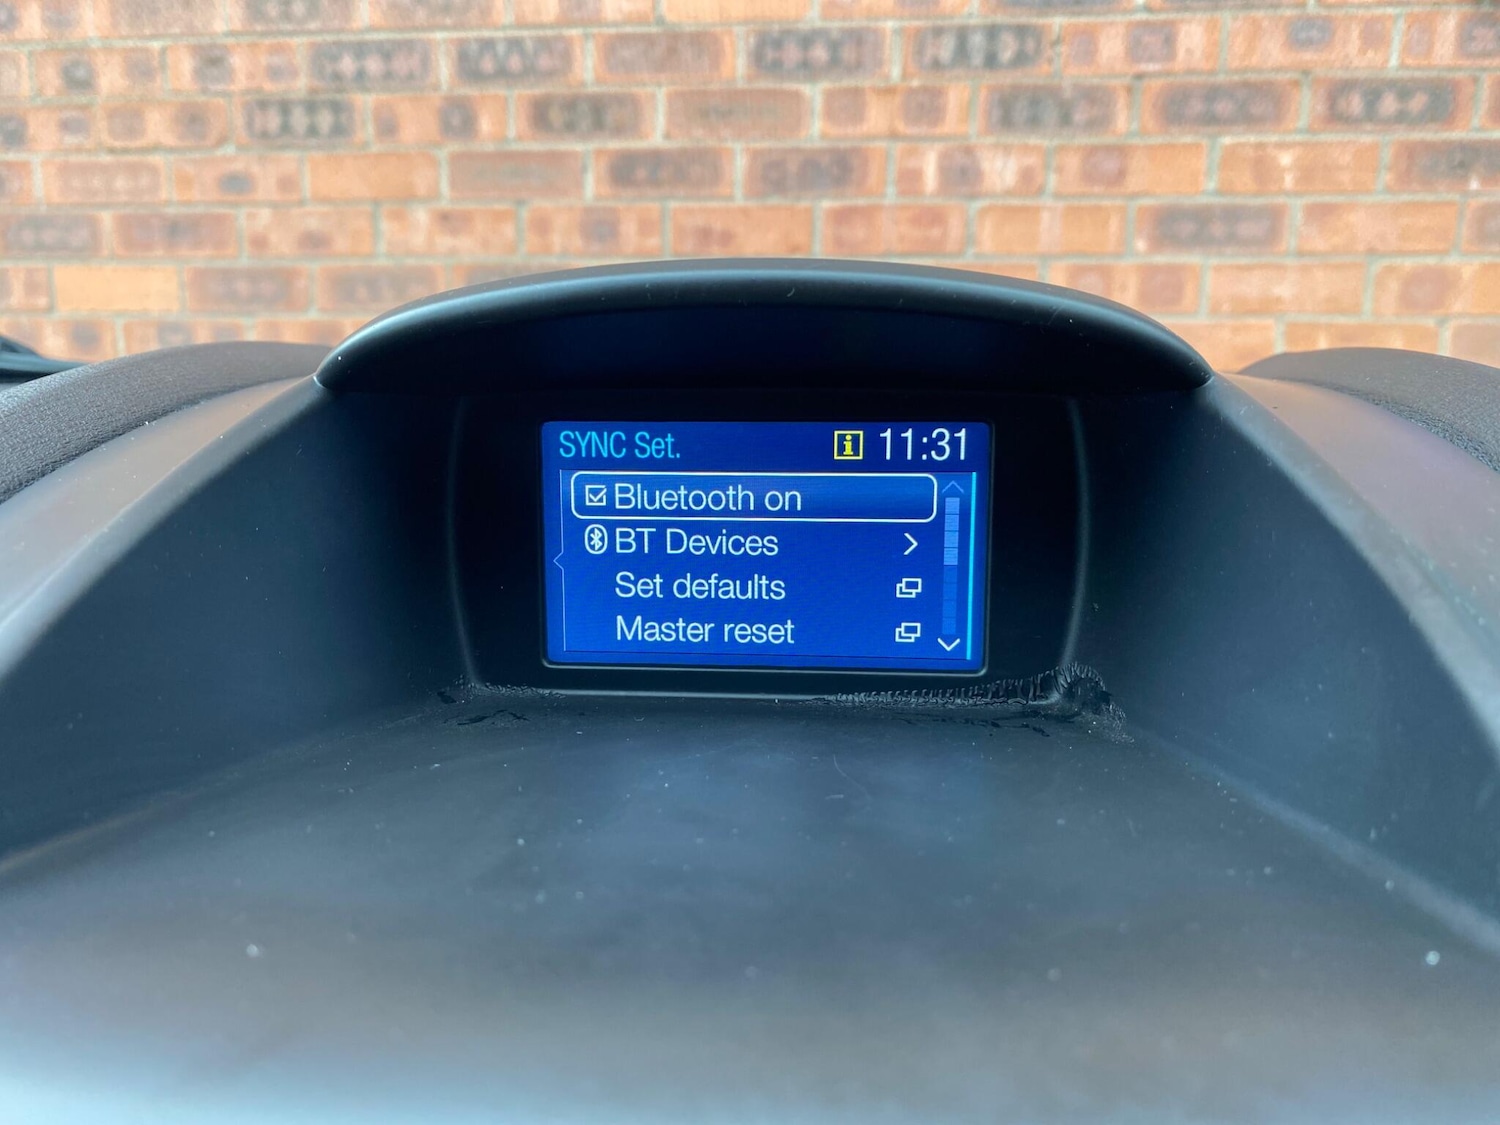 SYNC Set. i 11:31
Bluetooth on
BT Devices
Set defaults
Master reset